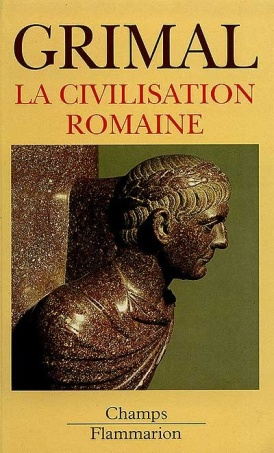 GRIMAL
LA CIVILISATION
ROMAINE
Champs
Flammarion